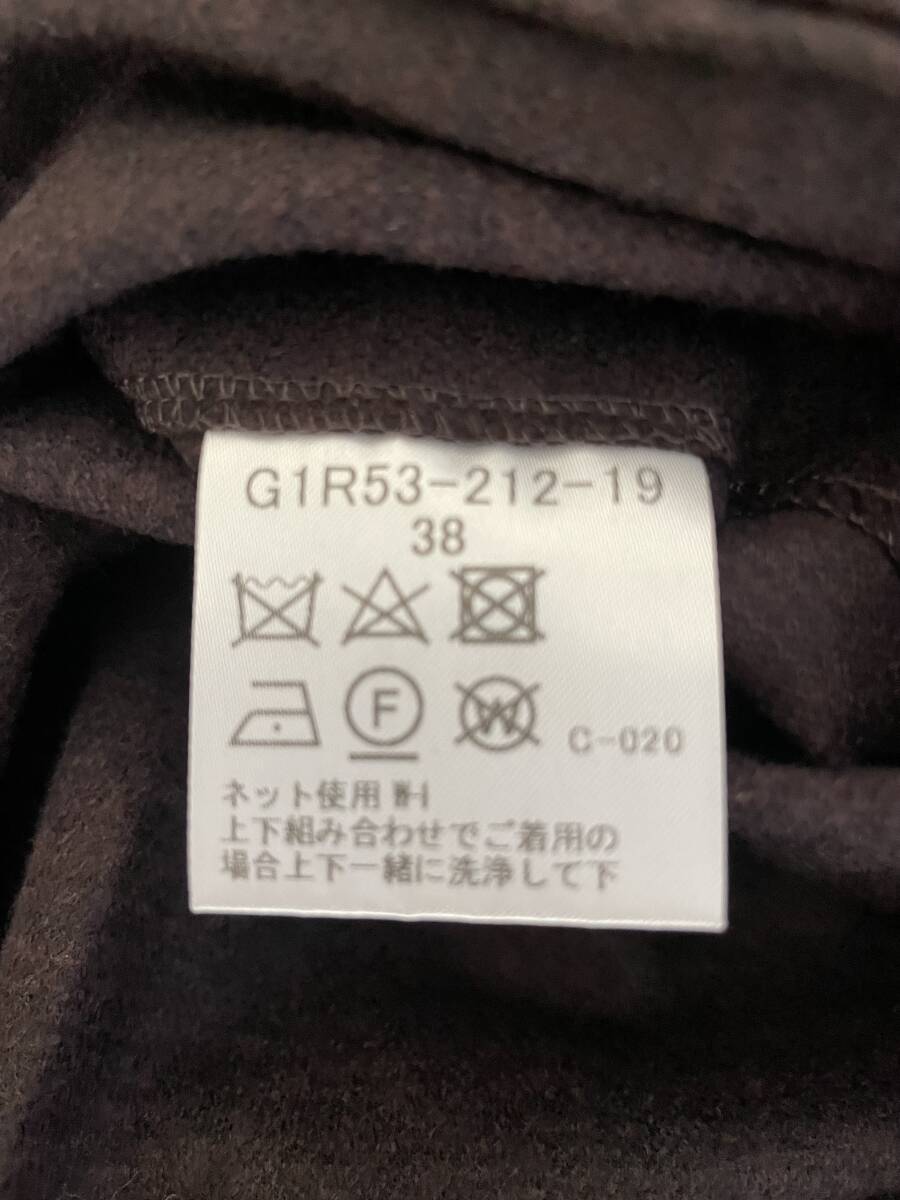 G1R53-212-19
38
F W C-020
ネット使用
上下組み合わせでご着用の
場合上下一緒に洗浄して下